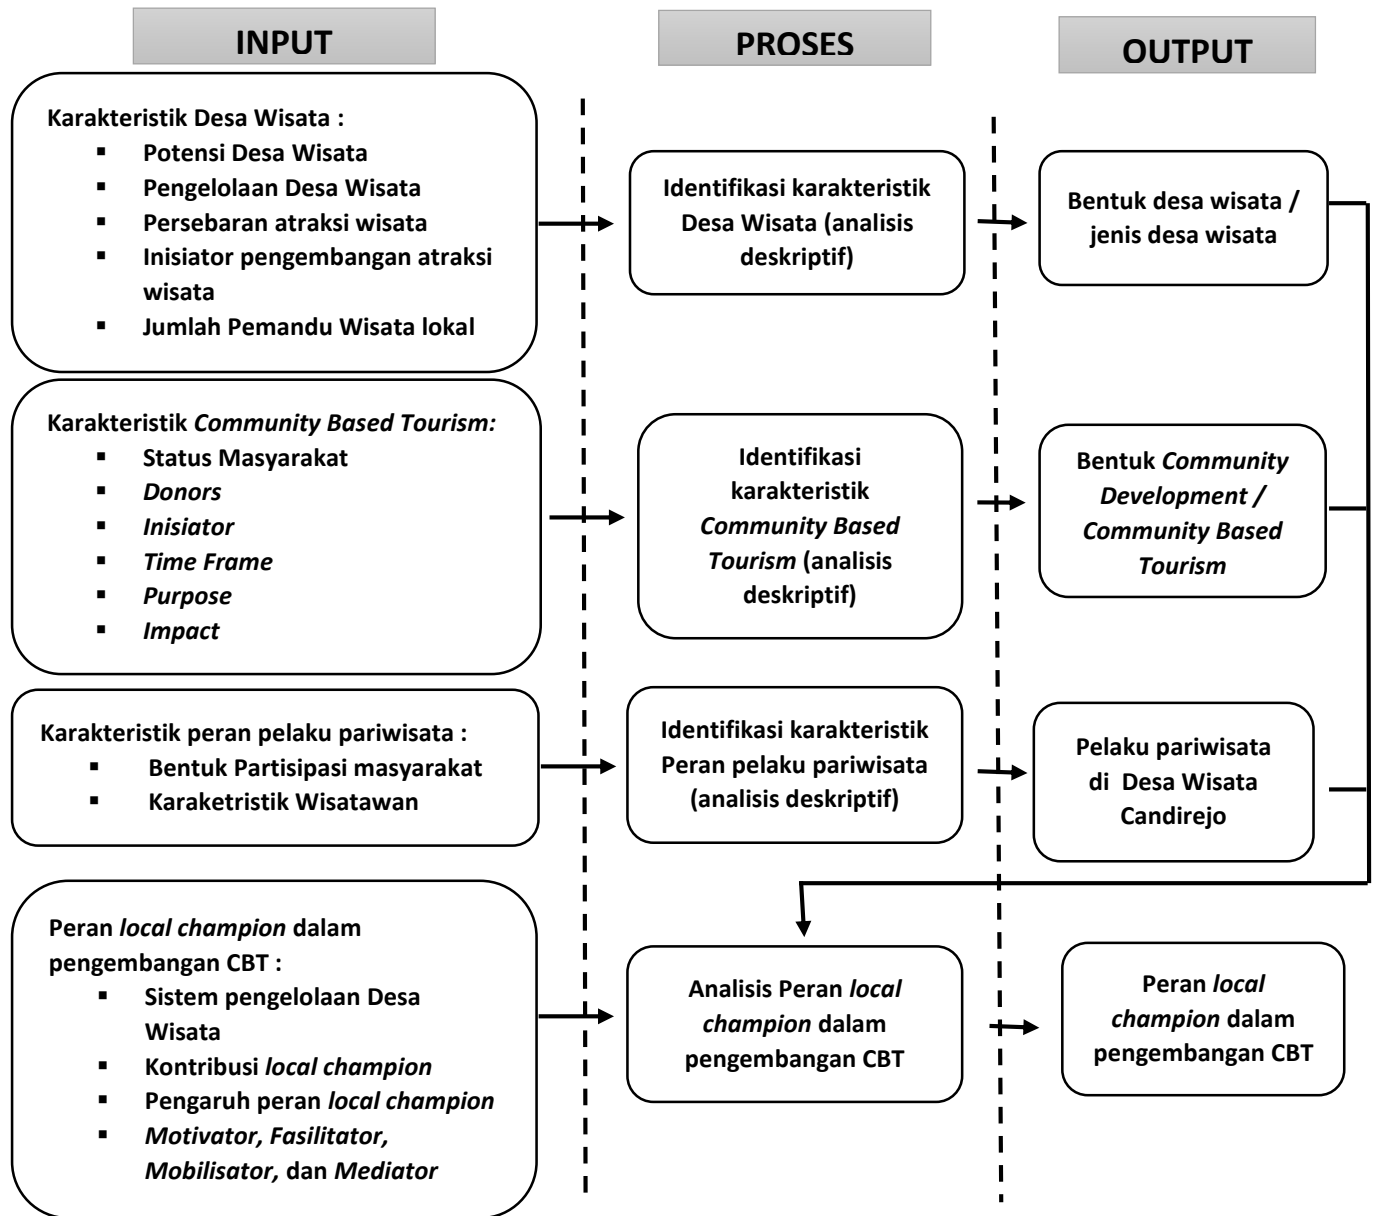 INPUT
PROSES
OUTPUT
Karakteristik Desa Wisata :
▪ Potensi Desa Wisata
▪ Pengelolaan Desa Wisata
▪ Persebaran atraksi wisata
▪ Inisiator pengembangan atraksi
wisata
▪ Jumlah Pemandu Wisata lokal
Identifikasi karakteristik
Desa Wisata (analisis
deskriptif)
Bentuk desa wisata /
jenis desa wisata
Karakteristik Community Based Tourism:
▪ Status Masyarakat
▪ Donors
▪ Inisiator
▪ Time Frame
▪ Purpose
▪ Impact
Identifikasi
karakteristik
Community Based
Tourism (analisis
deskriptif)
Bentuk Community
Development /
Community Based
Tourism
Karakteristik peran pelaku pariwisata :
▪ Bentuk Partisipasi masyarakat
▪ Karaketristik Wisatawan
Identifikasi karakteristik
Peran pelaku pariwisata
(analisis deskriptif)
Pelaku pariwisata
di Desa Wisata
Candirejo
Peran local champion dalam
pengembangan CBT :
▪ Sistem pengelolaan Desa
Wisata
▪ Kontribusi local champion
▪ Pengaruh peran local champion
▪ Motivator, Fasilitator,
Mobilisator, dan Mediator
Analisis Peran local
champion dalam
pengembangan CBT
Peran local
champion dalam
pengembangan CBT